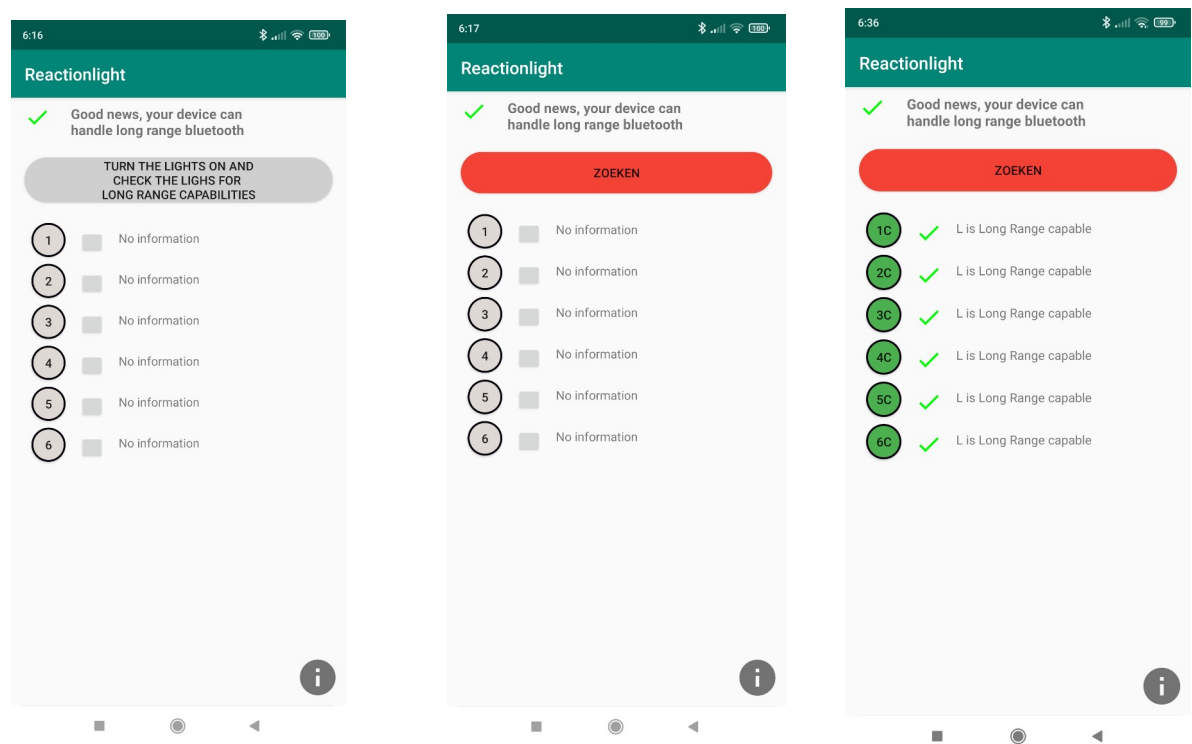 6:16
100
Reactionlight
Good news, your device can
handle long range bluetooth
TURN THE LIGHTS ON AND
CHECK THE LIGHS FOR
LONG RANGE CAPABILITIES
1 No information
2 No information
3 No information
4 No information
5 No information
6 No information
i
6:17
100
Reactionlight
Good news, your device can
handle long range bluetooth
ZOEKEN
1 No information
2 No information
3 No information
4 No information
5 No information
6 No information
i
6:36
99
Reactionlight
Good news, your device can
handle long range bluetooth
ZOEKEN
1C L is Long Range capable
2C L is Long Range capable
3C L is Long Range capable
4C L is Long Range capable
5C L is Long Range capable
6C L is Long Range capable
i